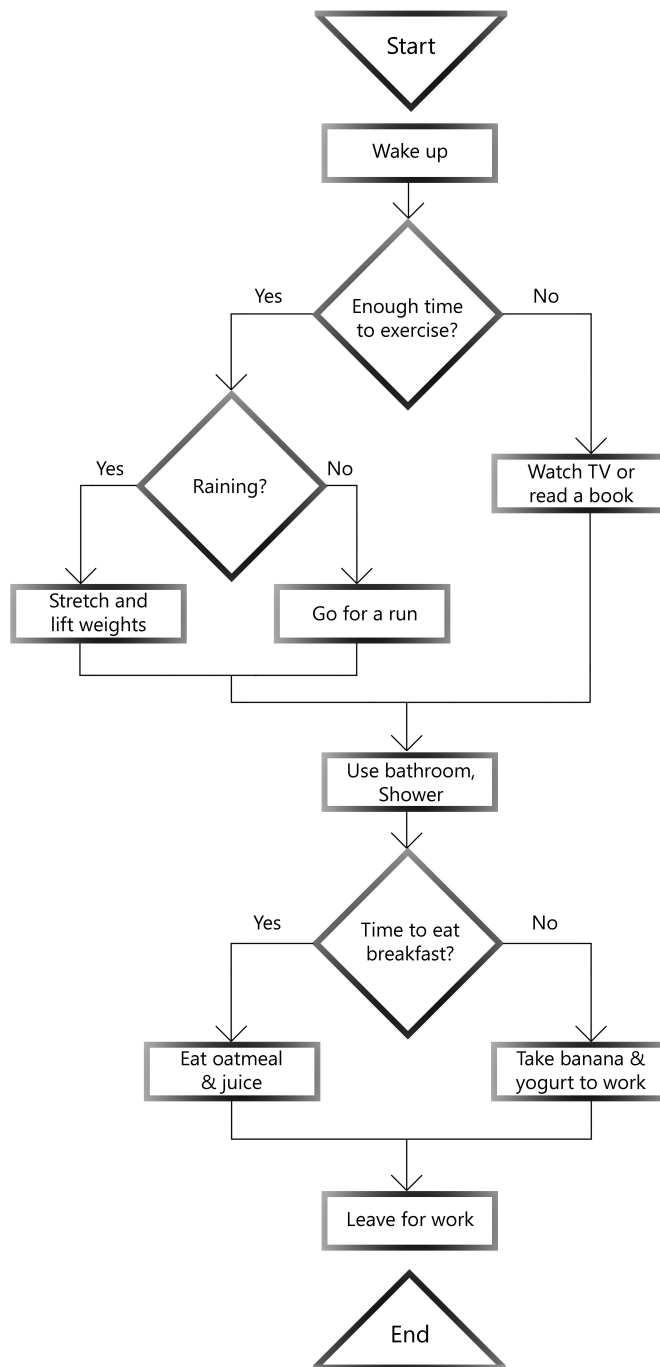 Start
Wake up
Yes
No
Enough time
to exercise?
Yes
No
Raining?
Watch TV or
read a book
Stretch and
lift weights
Go for a run
Use bathroom,
Shower
Yes
No
Time to eat
breakfast?
Eat oatmeal
& juice
Take banana &
yogurt to work
Leave for work
End